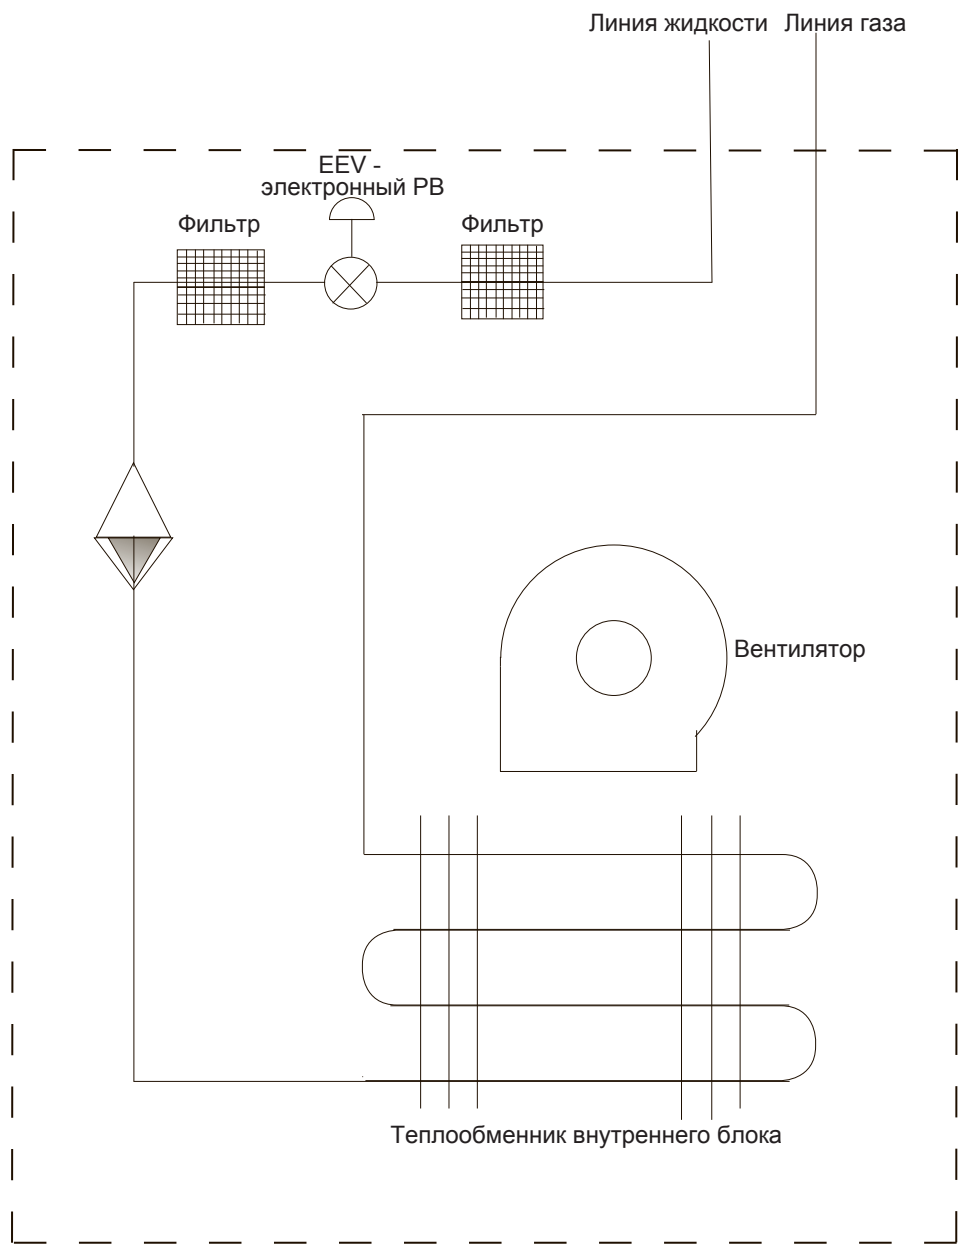 Линия жидкости Линия газа
EEV -
электронный РВ
Фильтр Фильтр
Вентилятор
Теплообменник внутреннего блока